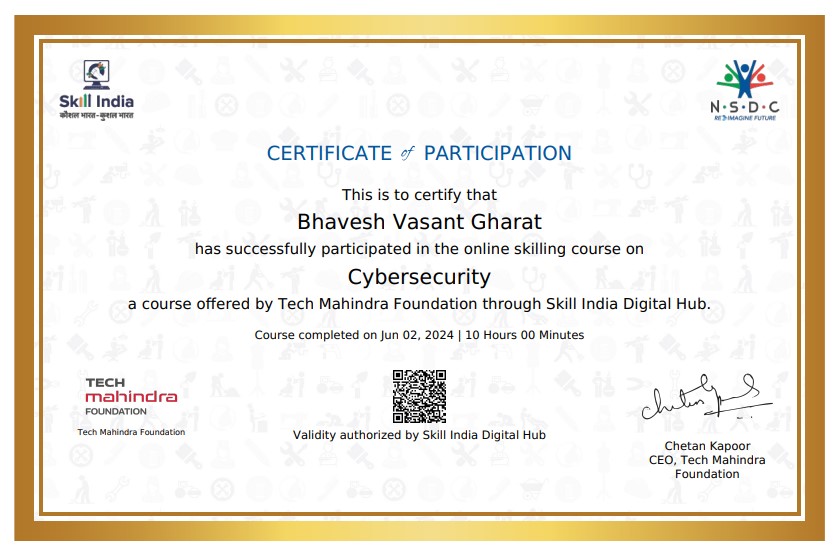 Skill India
कौशल भारत-कुशल भारत
N·S·D·C
RE-IMAGINE FUTURE
CERTIFICATE of PARTICIPATION
This is to certify that
Bhavesh Vasant Gharat
has successfully participated in the online skilling course on
Cybersecurity
a course offered by Tech Mahindra Foundation through Skill India Digital Hub.
Course completed on Jun 02, 2024 | 10 Hours 00 Minutes
TECH
mahindra
FOUNDATION
Tech Mahindra Foundation
Validity authorized by Skill India Digital Hub
Chetan Kapoor
CEO, Tech Mahindra
Foundation